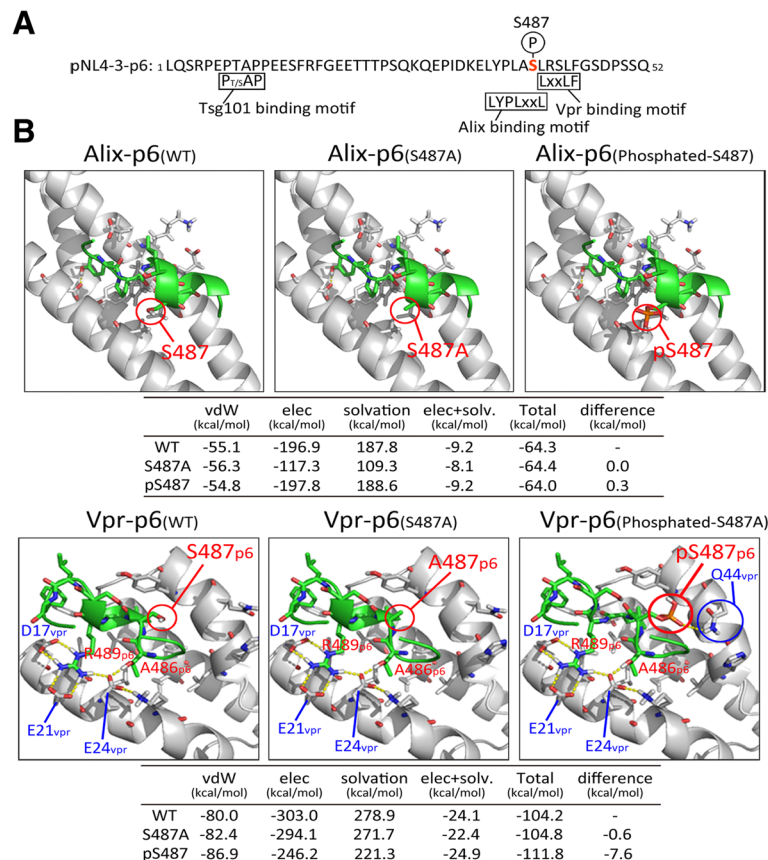 A
S487
P
pNL4-3-p6: 1 LQSRPEPTAPPEESFRFGEETTTPSQKQEPIDKELYPLASLRSLFGSDPSSQ 52
PT/SAP LxxLF
Tsg101 binding motif LYPLxxL Vpr binding motif
Alix binding motif
B
Alix-p6(WT) Alix-p6(S487A) Alix-p6(Phosphated-S487)
S487 S487A pS487
vdW elec solvation elec+solv. Total difference
(kcal/mol) (kcal/mol) (kcal/mol) (kcal/mol) (kcal/mol) (kcal/mol)
WT -55.1 -196.9 187.8 -9.2 -64.3 -
S487A -56.3 -117.3 109.3 -8.1 -64.4 0.0
pS487 -54.8 -197.8 188.6 -9.2 -64.0 0.3
Vpr-p6(WT) Vpr-p6(S487A) Vpr-p6(Phosphated-S487A)
S487p6 A487p6 pS487p6
Q44vpr
D17vpr D17vpr D17vpr
R489p6 R489p6 R489p6
A486p6 A486p6 A486p6
E21vpr E21vpr E21vpr
E24vpr E24vpr E24vpr
vdW elec solvation elec+solv. Total difference
(kcal/mol) (kcal/mol) (kcal/mol) (kcal/mol) (kcal/mol) (kcal/mol)
WT -80.0 -303.0 278.9 -24.1 -104.2 -
S487A -82.4 -294.1 271.7 -22.4 -104.8 -0.6
pS487 -86.9 -246.2 221.3 -24.9 -111.8 -7.6